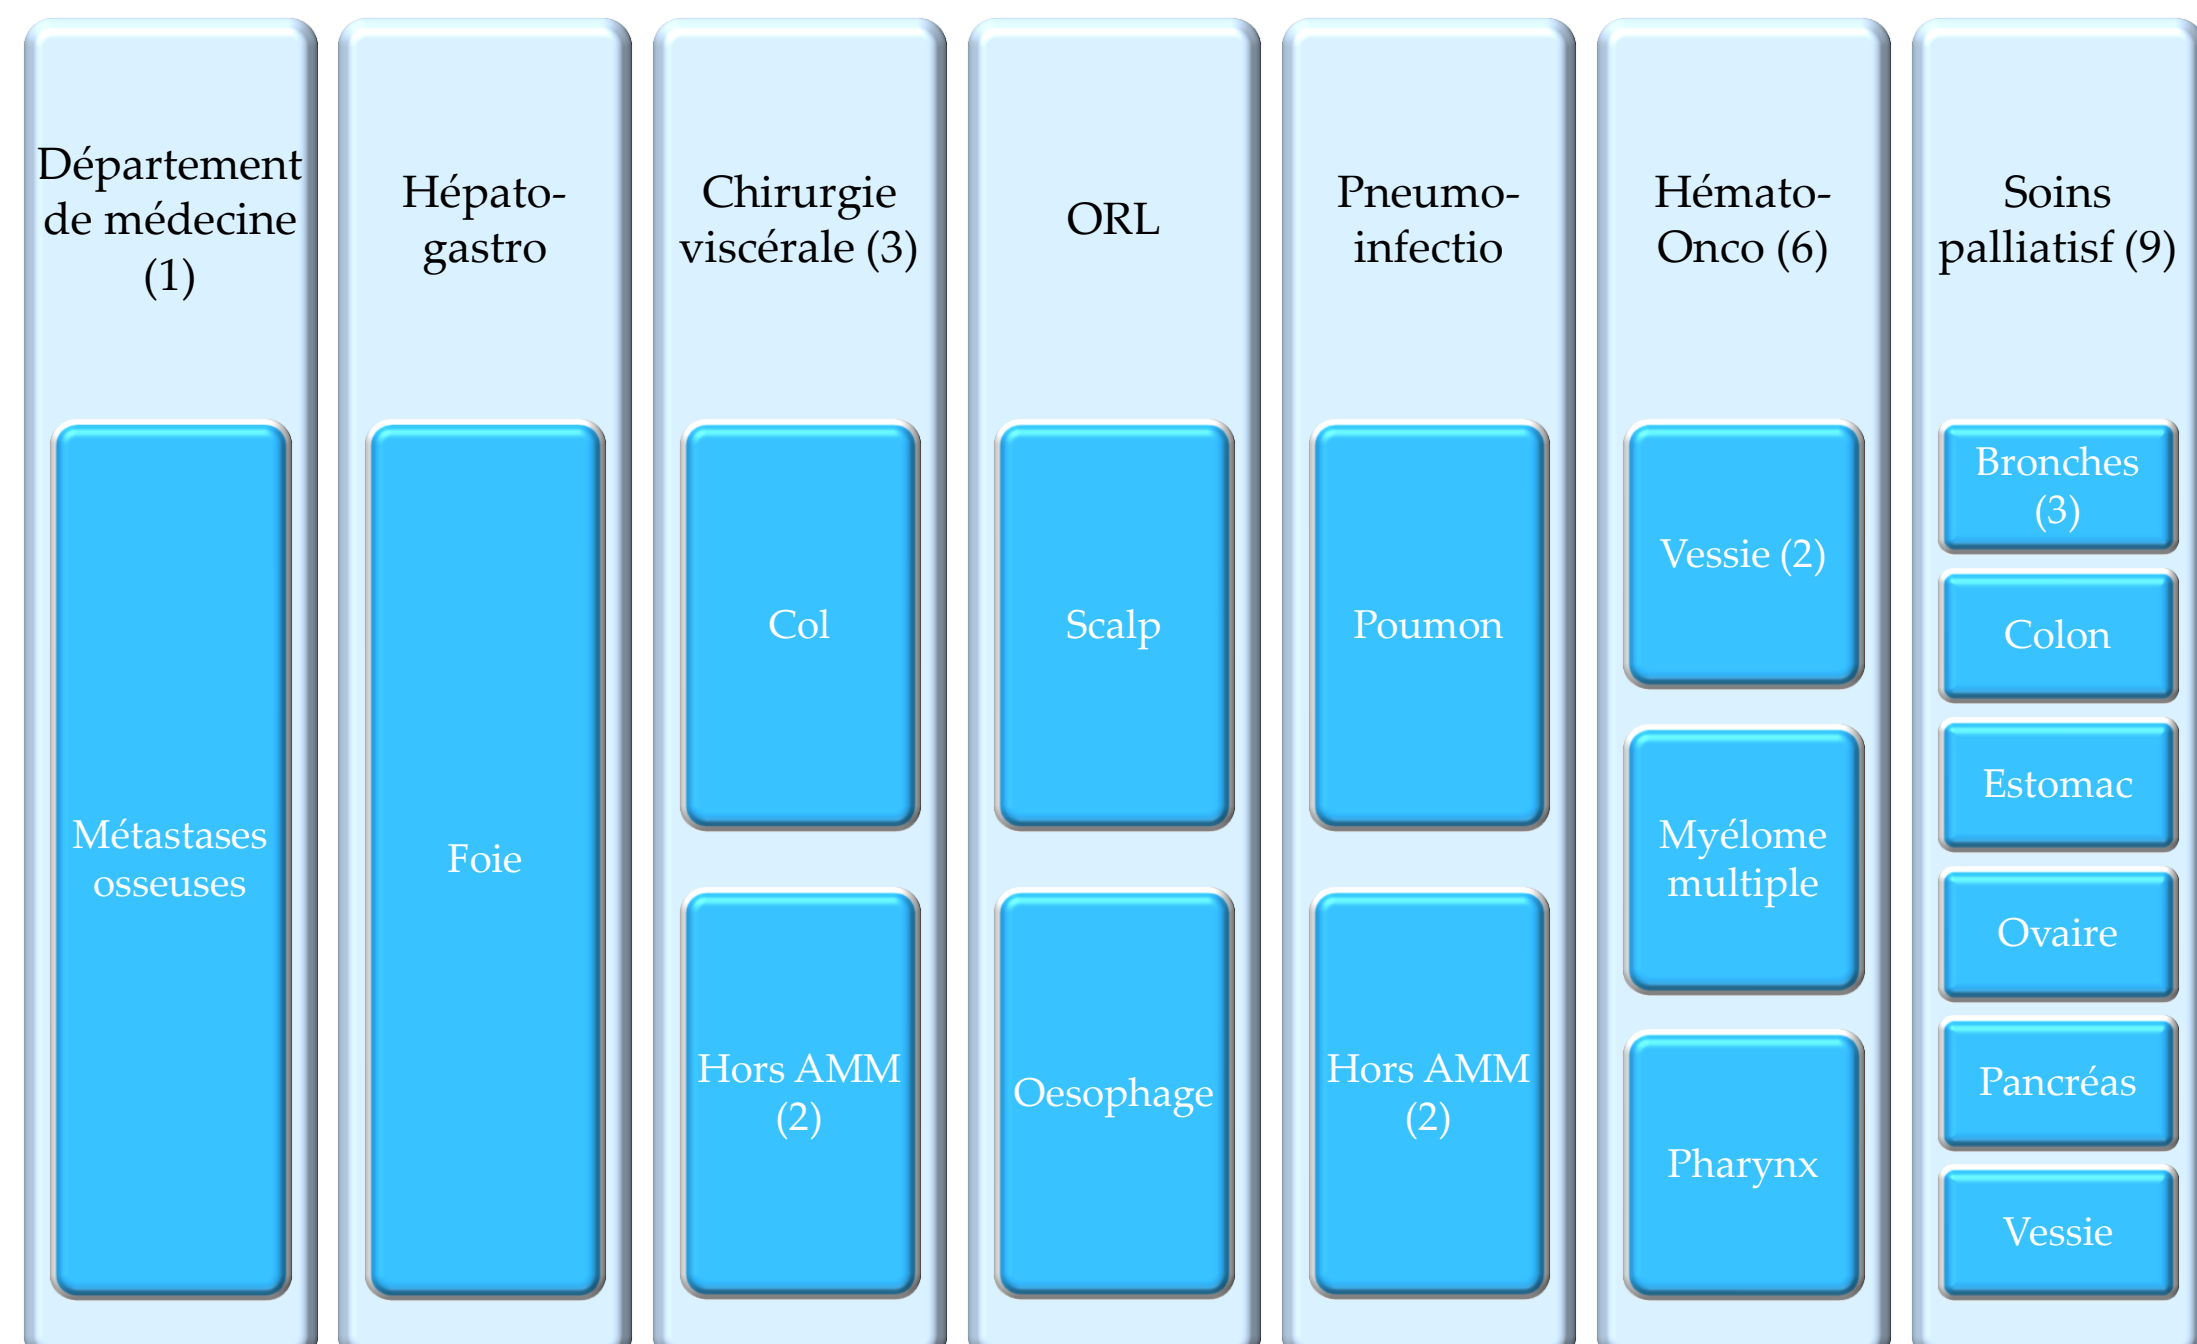 Département
de médecine
(1)
Métastases
osseuses
Hépato-
gastro
Foie
Chirurgie
viscérale (3)
Col
Hors AMM
(2)
ORL
Scalp
Oesophage
Pneumo-
infectio
Poumon
Hors AMM
(2)
Hémato-
Onco (6)
Vessie (2)
Myélome
multiple
Pharynx
Soins
palliatisf (9)
Bronches
(3)
Colon
Estomac
Ovaire
Pancréas
Vessie